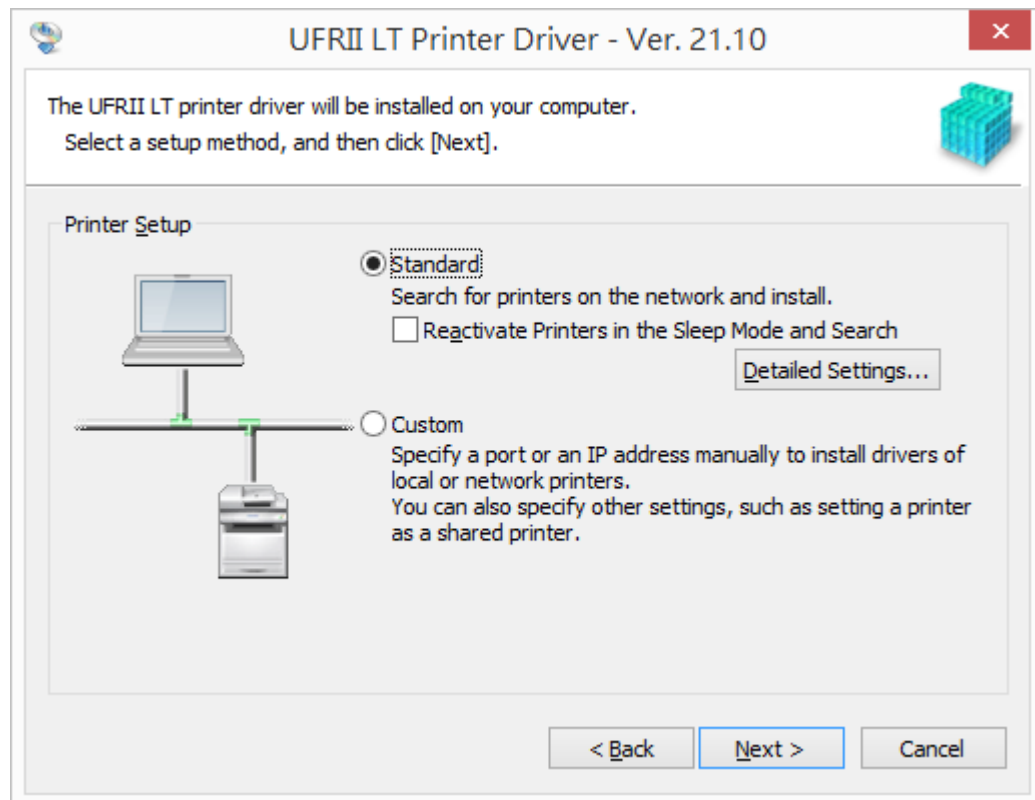 UFRII LT Printer Driver - Ver. 21.10
The UFRII LT printer driver will be installed on your computer.
Select a setup method, and then click [Next].
Printer Setup
Standard
Search for printers on the network and install.
Reactivate Printers in the Sleep Mode and Search
Detailed Settings...
Custom
Specify a port or an IP address manually to install drivers of
local or network printers.
You can also specify other settings, such as setting a printer
as a shared printer.
< Back
Next >
Cancel